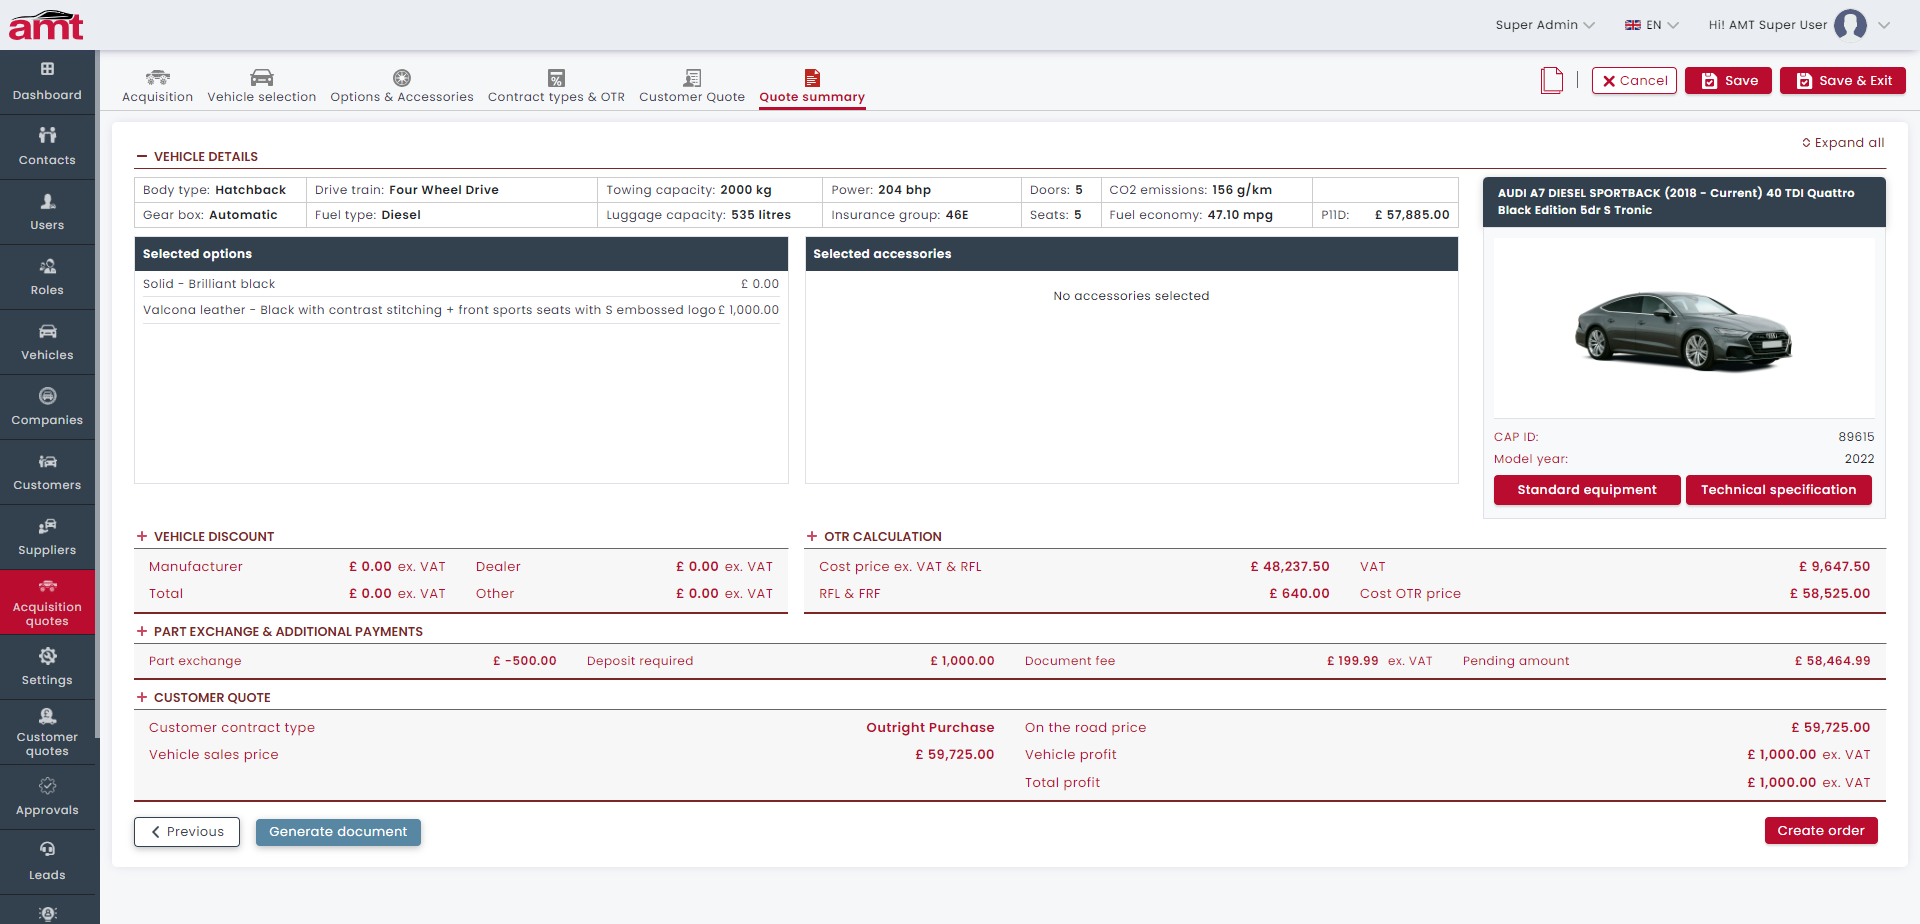 amt
Super Admin
EN
Hi! AMT Super User
Dashboard
Contacts
Users
Roles
Vehicles
Companies
Customers
Suppliers
Acquisition
quotes
Settings
Customer
quotes
Approvals
Leads
Acquisition
Vehicle selection
Options & Accessories
Contract types & OTR
Customer Quote
Quote summary
Cancel
Save
Save & Exit
Expand all
VEHICLE DETAILS
Body type: Hatchback Drive train: Four Wheel Drive Towing capacity: 2000 kg Power: 204 bhp Doors: 5 CO2 emissions: 156 g/km
Gear box: Automatic Fuel type: Diesel Luggage capacity: 535 litres Insurance group: 46E Seats: 5 Fuel economy: 47.10 mpg P11D: £ 57,885.00
Selected options
Solid - Brilliant black £ 0.00
Valcona leather - Black with contrast stitching + front sports seats with S embossed logo £ 1,000.00
Selected accessories
No accessories selected
AUDI A7 DIESEL SPORTBACK (2018 - Current) 40 TDI Quattro
Black Edition 5dr S Tronic
CAP ID: 89615
Model year: 2022
Standard equipment
Technical specification
VEHICLE DISCOUNT
Manufacturer £ 0.00 ex. VAT Dealer £ 0.00 ex. VAT
Total £ 0.00 ex. VAT Other £ 0.00 ex. VAT
OTR CALCULATION
Cost price ex. VAT & RFL £ 48,237.50 VAT £ 9,647.50
RFL & FRF £ 640.00 Cost OTR price £ 58,525.00
PART EXCHANGE & ADDITIONAL PAYMENTS
Part exchange £ -500.00 Deposit required £ 1,000.00 Document fee £ 199.99 ex. VAT Pending amount £ 58,464.99
CUSTOMER QUOTE
Customer contract type Outright Purchase On the road price £ 59,725.00
Vehicle sales price £ 59,725.00 Vehicle profit £ 1,000.00 ex. VAT
Total profit £ 1,000.00 ex. VAT
Previous
Generate document
Create order